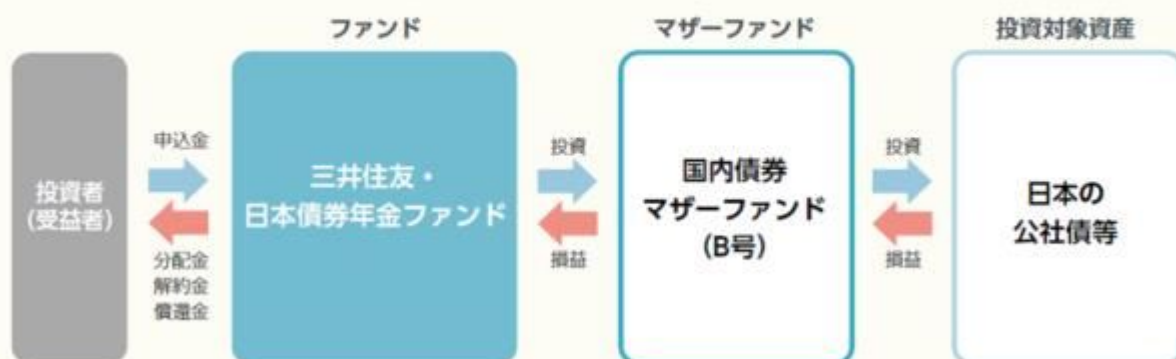 ファンド
マザーファンド
投資対象資産
投資者
(受益者)
申込金
分配金
解約金
償還金
三井住友・
日本債券年金ファンド
投資
損益
国内債券
マザーファンド
(B号)
投資
損益
日本の
公社債等